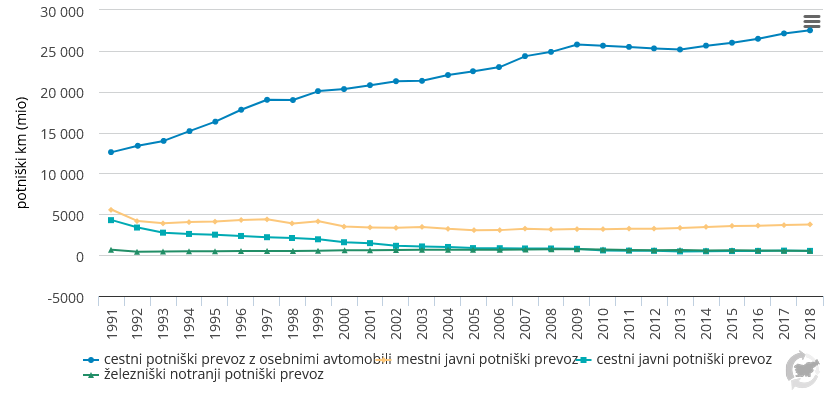 30 000
25 000
20 000
15 000
10 000
5000
0
-5000
potniški km (mio)
1991 1992 1993 1994 1995 1996 1997 1998 1999 2000 2001 2002 2003 2004 2005 2006 2007 2008 2009 2010 2011 2012 2013 2014 2015 2016 2017 2018
cestni potniški prevoz z osebnimi avtomobili mestni javni potniški prevoz cestni javni potniški prevoz
železniški notranji potniški prevoz